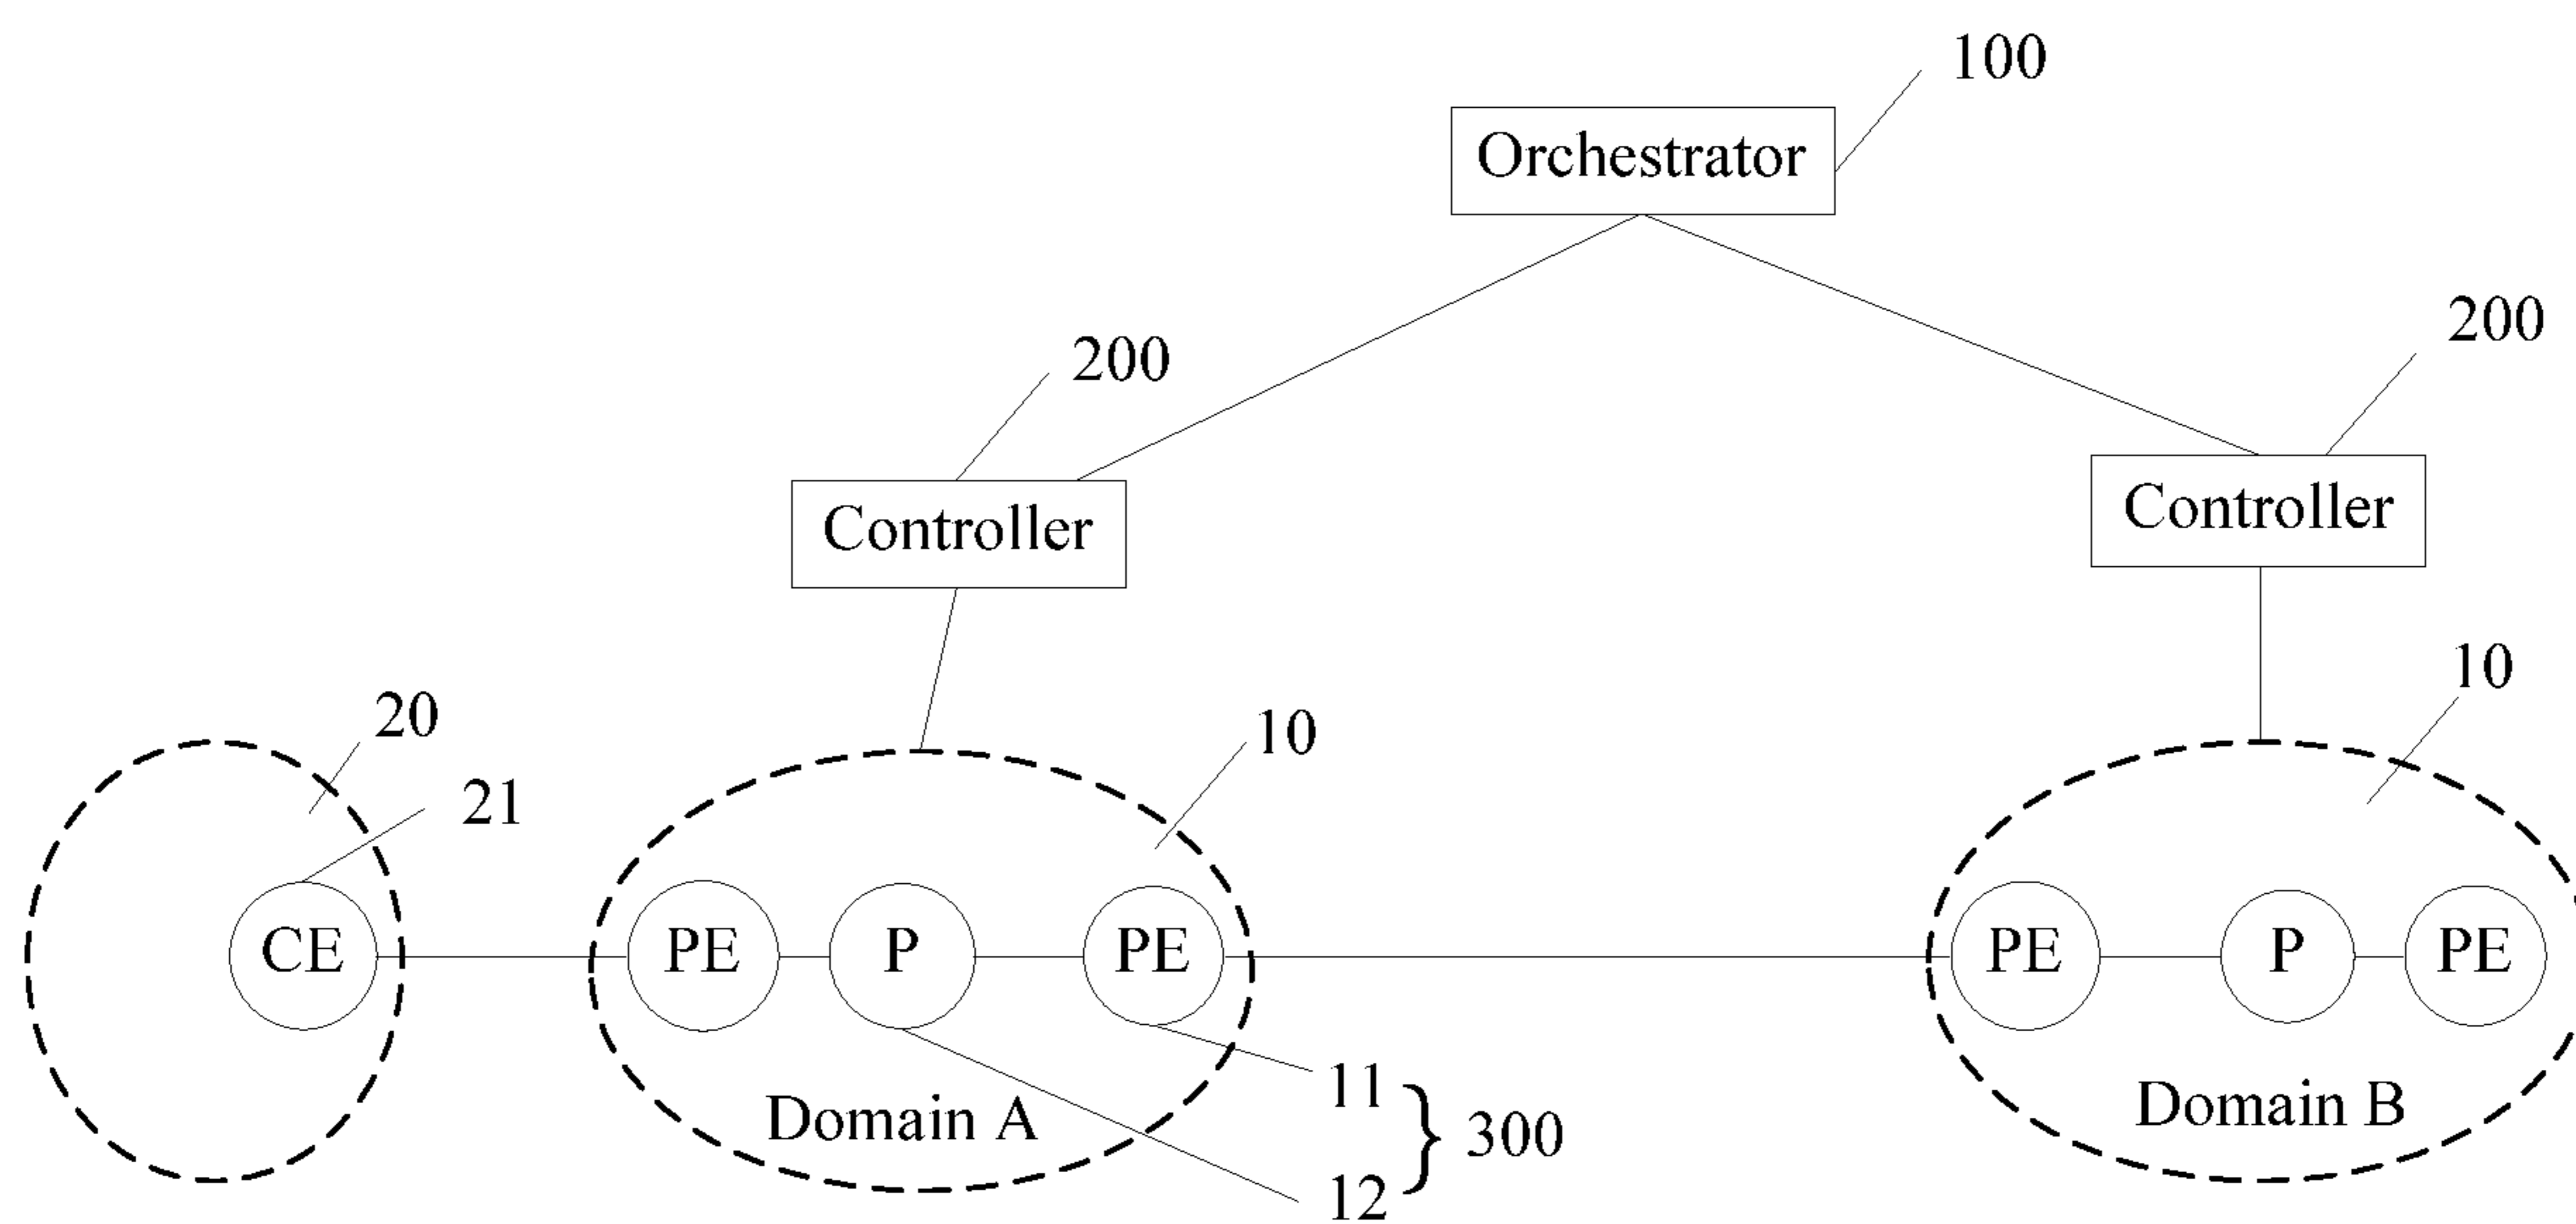 100
Orchestrator
200
200
Controller
Controller
10
20
10
21
CE
PE
P
PE
PE
P
PE
11
Domain A
Domain B
300
12